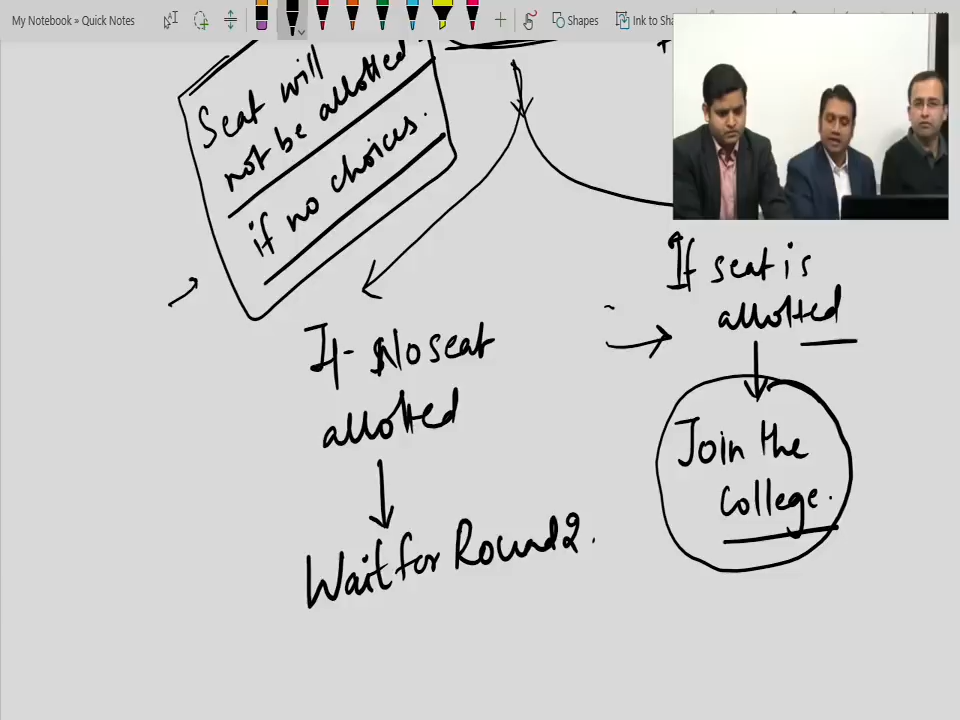 My Notebook » Quick Notes
Shapes
Ink to Sha
Seat will
not be allotted
if no choices.
If seat is
allotted
If No seat
allotted
Join the
College.
Wait for Round 2.